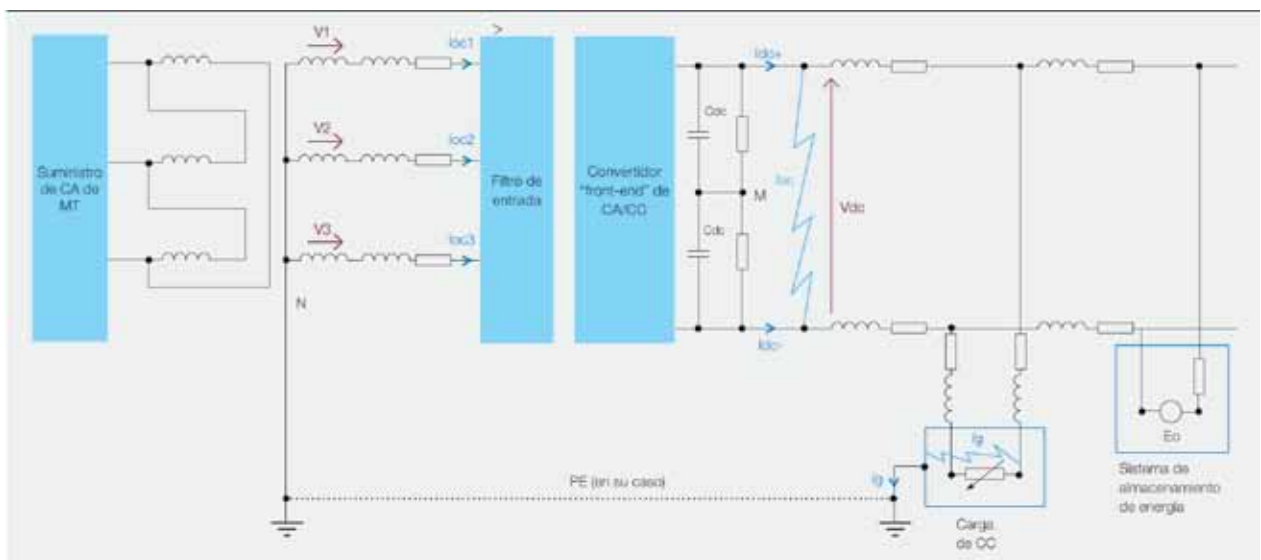 V1
Iac1
V2
Iac2
V3
Iac3
N
Suministro
de CA de
MT
Filtro de
entrada
Convertidor
"front-end" de
CA/CC
Idc+
Cdc
Cdc
M
Vdc
Idc-
PE (en su caso)
Ig
Ig
Carga
de CC
Eo
Sistema de
almacenamiento
de energía